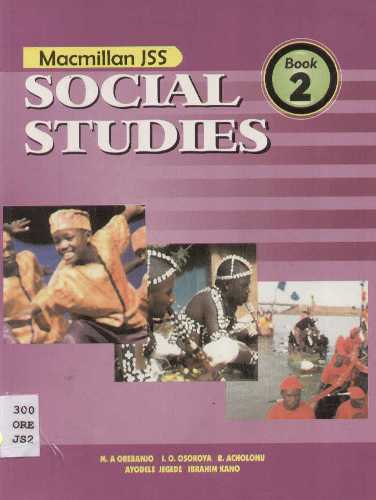 Macmillan JSS
Book
2
SOCIAL
STUDIES
300
ORE
JS2
M. A OREBANJO I. O. OSOKOYA B. ACHOLONU
AYODELE JEGEDE IBRAHIM KANO